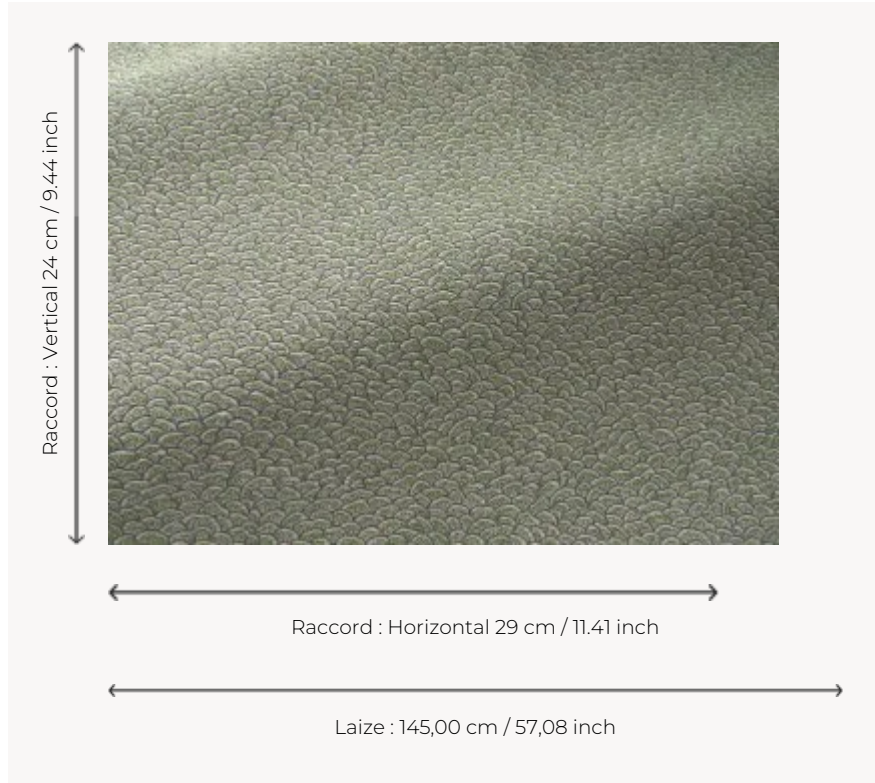 Raccord : Vertical 24 cm / 9.44 inch
Raccord : Horizontal 29 cm / 11.41 inch
Laize : 145,00 cm / 57,08 inch